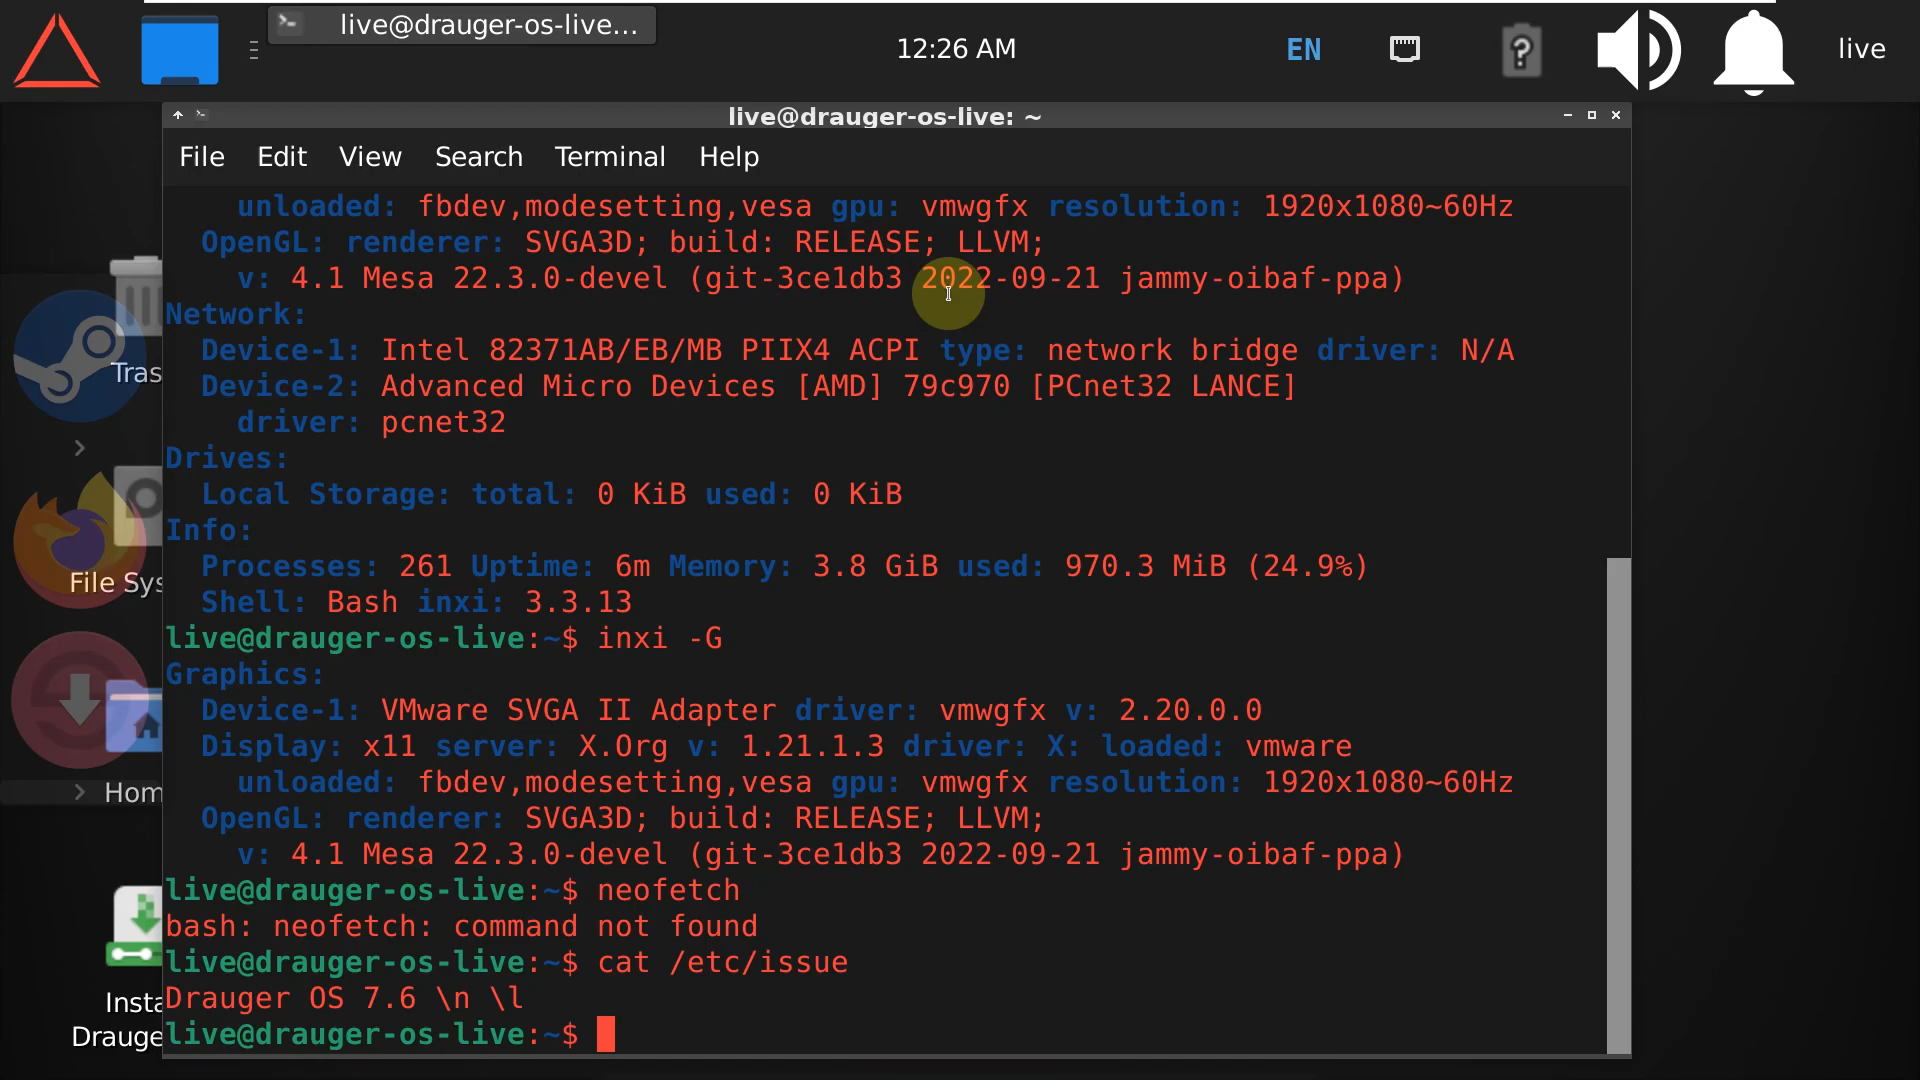 live@drauger-os-live...
12:26 AM
EN
live
live@drauger-os-live: ~
File Edit View Search Terminal Help
unloaded: fbdev,modesetting,vesa gpu: vmwgfx resolution: 1920x1080~60Hz
OpenGL: renderer: SVGA3D; build: RELEASE; LLVM;
v: 4.1 Mesa 22.3.0-devel (git-3ce1db3 2022-09-21 jammy-oibaf-ppa)
Network:
Device-1: Intel 82371AB/EB/MB PIIX4 ACPI type: network bridge driver: N/A
Device-2: Advanced Micro Devices [AMD] 79c970 [PCnet32 LANCE]
driver: pcnet32
Drives:
Local Storage: total: 0 KiB used: 0 KiB
Info:
Processes: 261 Uptime: 6m Memory: 3.8 GiB used: 970.3 MiB (24.9%)
Shell: Bash inxi: 3.3.13
live@drauger-os-live:~$ inxi -G
Graphics:
Device-1: VMware SVGA II Adapter driver: vmwgfx v: 2.20.0.0
Display: x11 server: X.Org v: 1.21.1.3 driver: X: loaded: vmware
unloaded: fbdev,modesetting,vesa gpu: vmwgfx resolution: 1920x1080~60Hz
OpenGL: renderer: SVGA3D; build: RELEASE; LLVM;
v: 4.1 Mesa 22.3.0-devel (git-3ce1db3 2022-09-21 jammy-oibaf-ppa)
live@drauger-os-live:~$ neofetch
bash: neofetch: command not found
live@drauger-os-live:~$ cat /etc/issue
Drauger OS 7.6 \n \l
live@drauger-os-live:~$
Tras
File Sys
Hom
Insta
Drauge